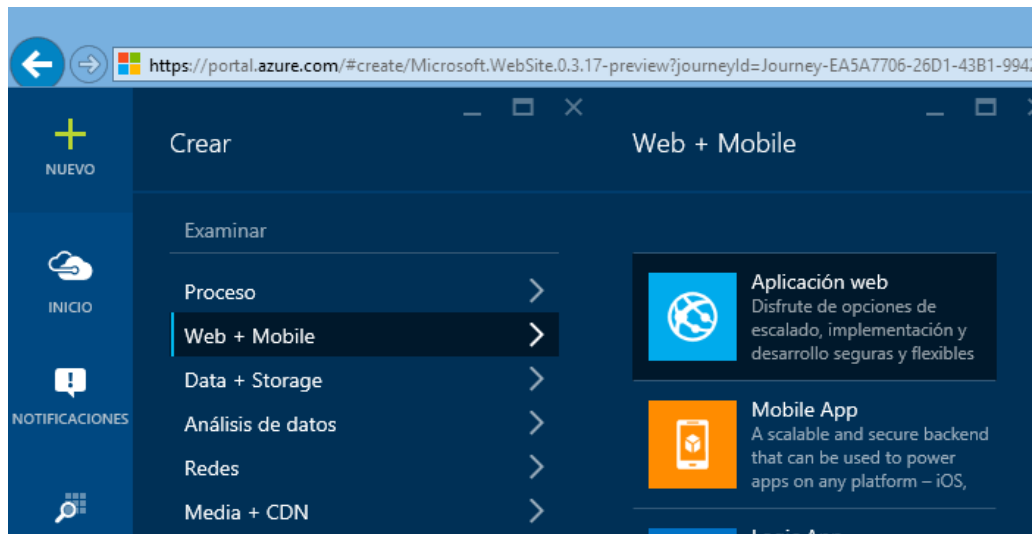 https://portal.azure.com/#create/Microsoft.WebSite.0.3.17-preview?journeyId=Journey-EA5A7706-26D1-43B1-994
NUEVO
INICIO
NOTIFICACIONES
Crear
Examinar
Proceso
Web + Mobile
Data + Storage
Análisis de datos
Redes
Media + CDN
Web + Mobile
Aplicación web
Disfrute de opciones de
escalado, implementación y
desarrollo seguras y flexibles
Mobile App
A scalable and secure backend
that can be used to power
apps on any platform – iOS,